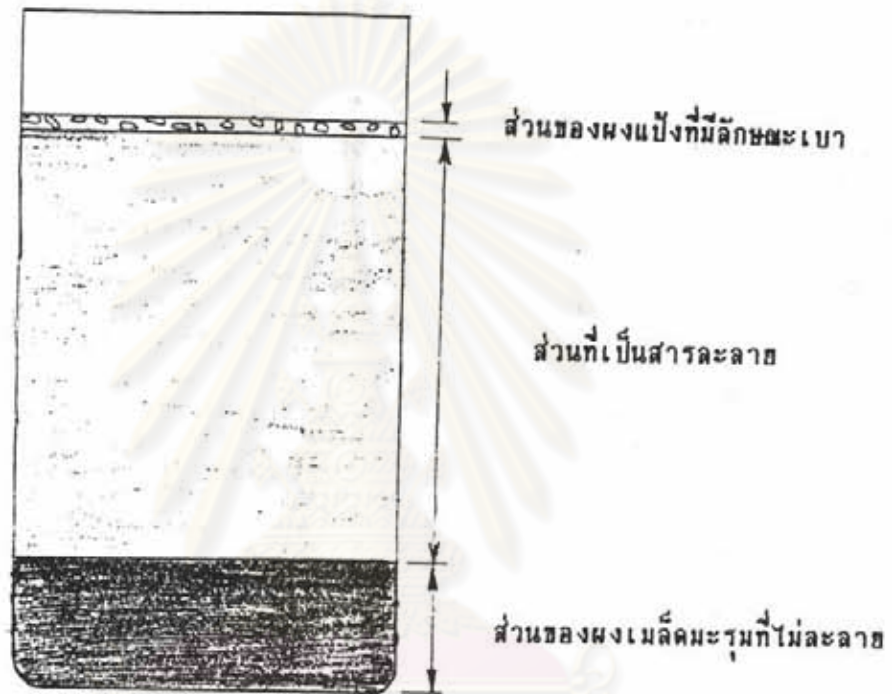 ส่วนของผงแป้งที่มีลักษณะเบา
ส่วนที่เป็นสารละลาย
ส่วนของผงเมล็ดมะรุมที่ไม่ละลาย